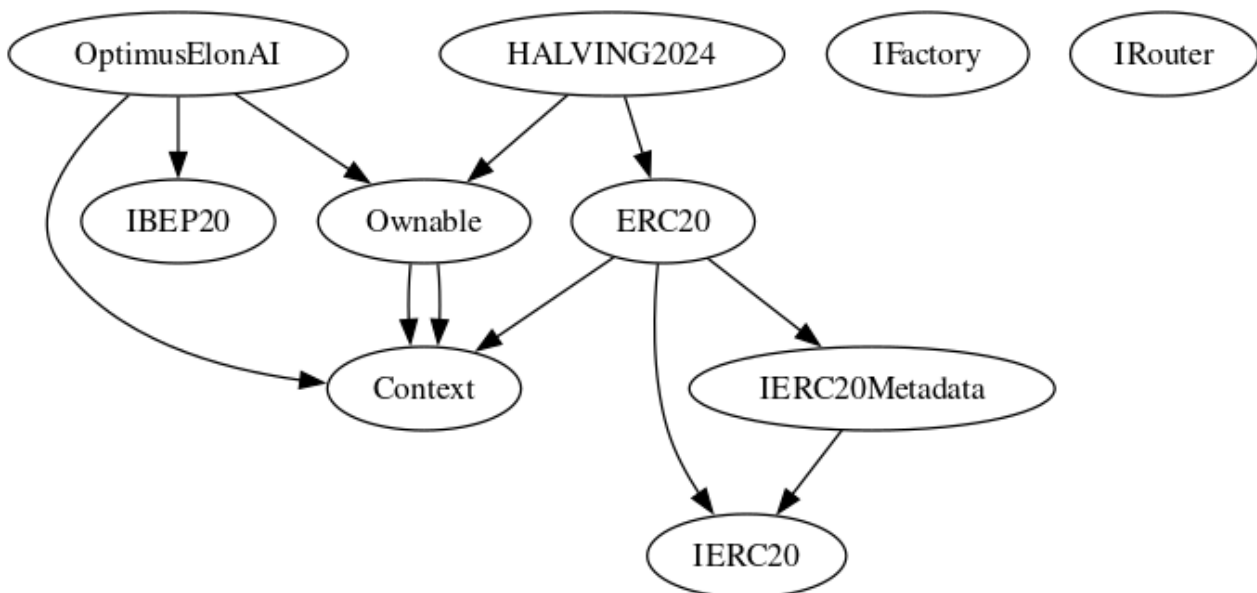 OptimusElonAI
HALVING2024
IFactory
IRouter
IBEP20
Ownable
ERC20
Context
IERC20Metadata
IERC20